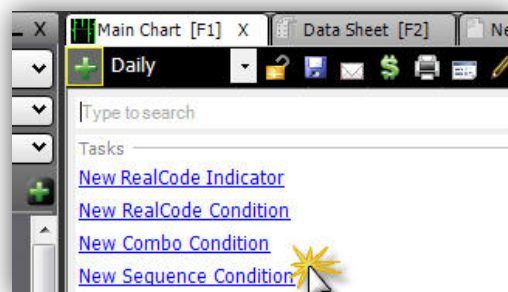 X Main Chart [F1] X Data Sheet [F2]
Daily $
Type to search
Tasks
New RealCode Indicator
New RealCode Condition
New Combo Condition
New Sequence Condition